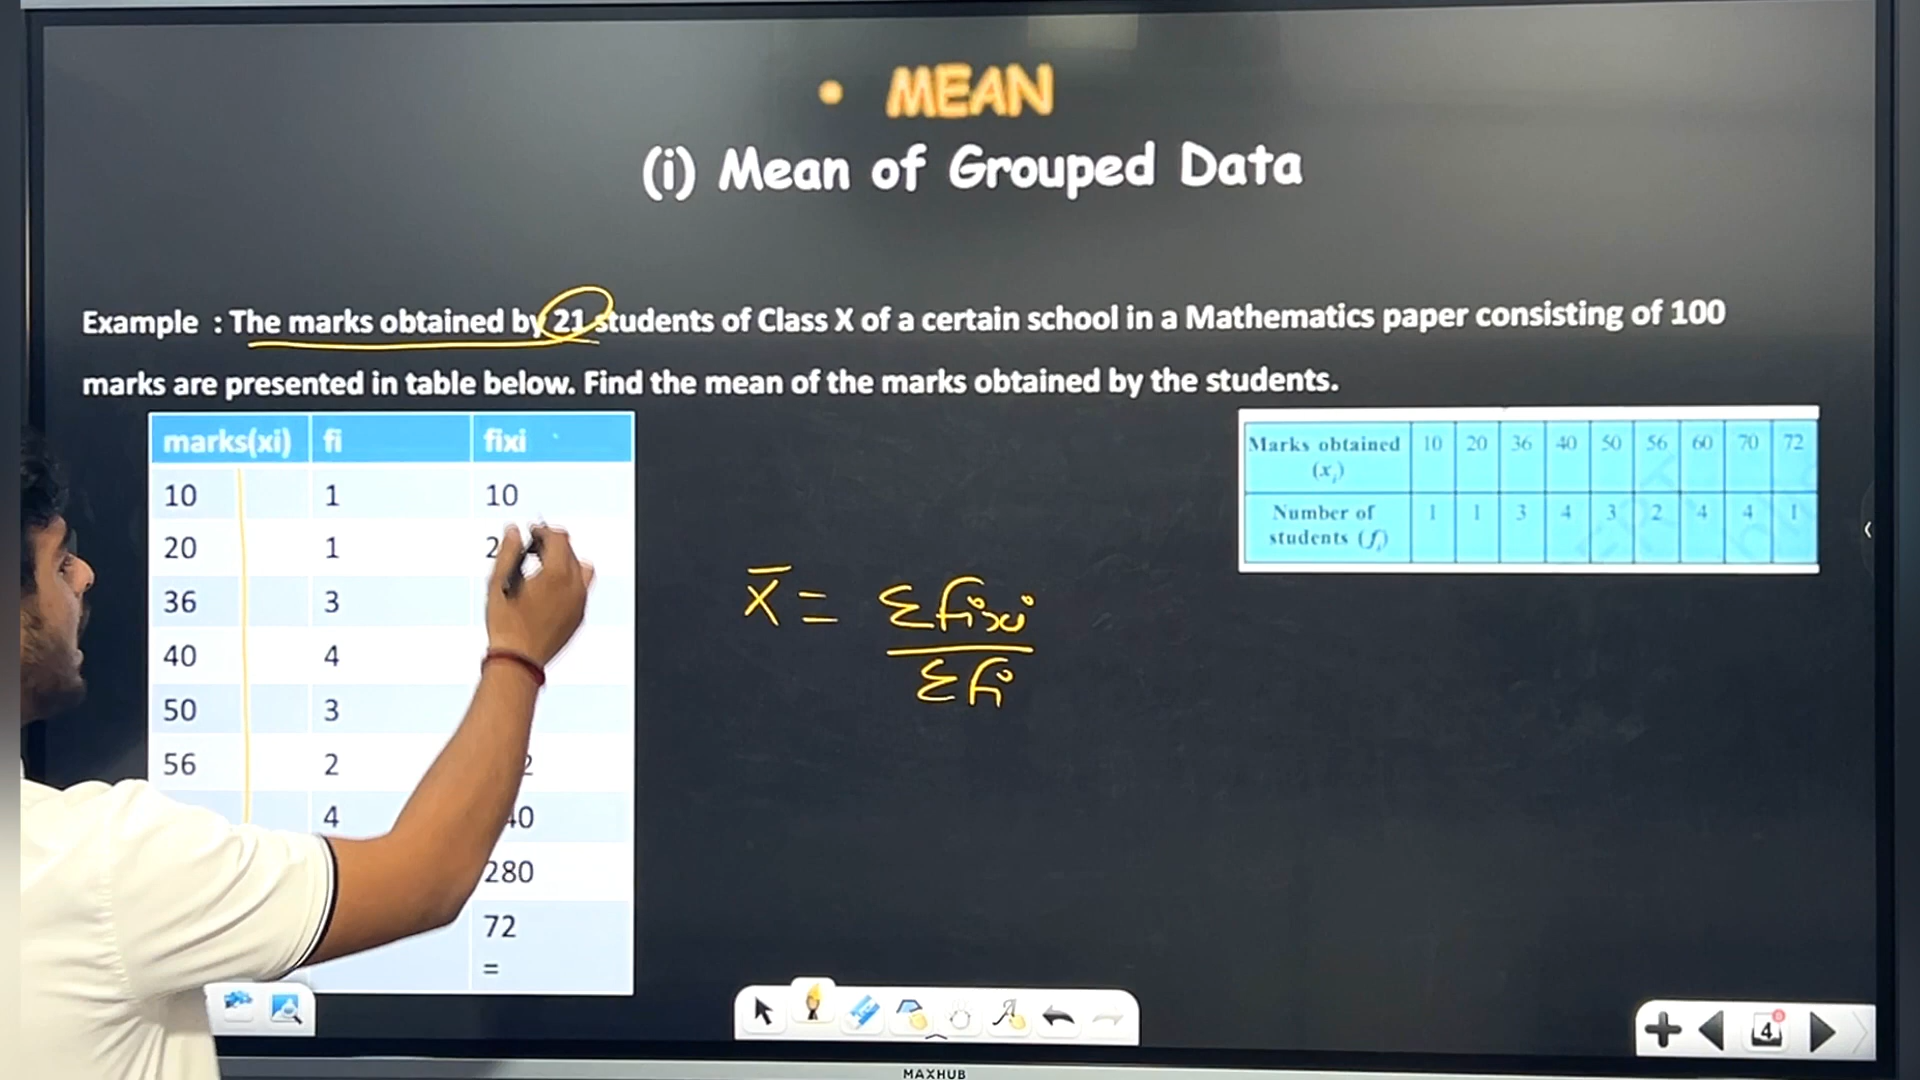 • MEAN
(i) Mean of Grouped Data
Example : The marks obtained by 21 students of Class X of a certain school in a Mathematics paper consisting of 100
marks are presented in table below. Find the mean of the marks obtained by the students.
marks(xi) fi fixi
10 1 10
20 1 2
36 3
40 4
50 3
56 2 2
4 40
280
72
=
x̄ = Σfixi / Σfi
Marks obtained (xi) 10 20 36 40 50 56 60 70 72
Number of students (fi) 1 1 3 4 3 2 4 4 1
4
MAXHUB